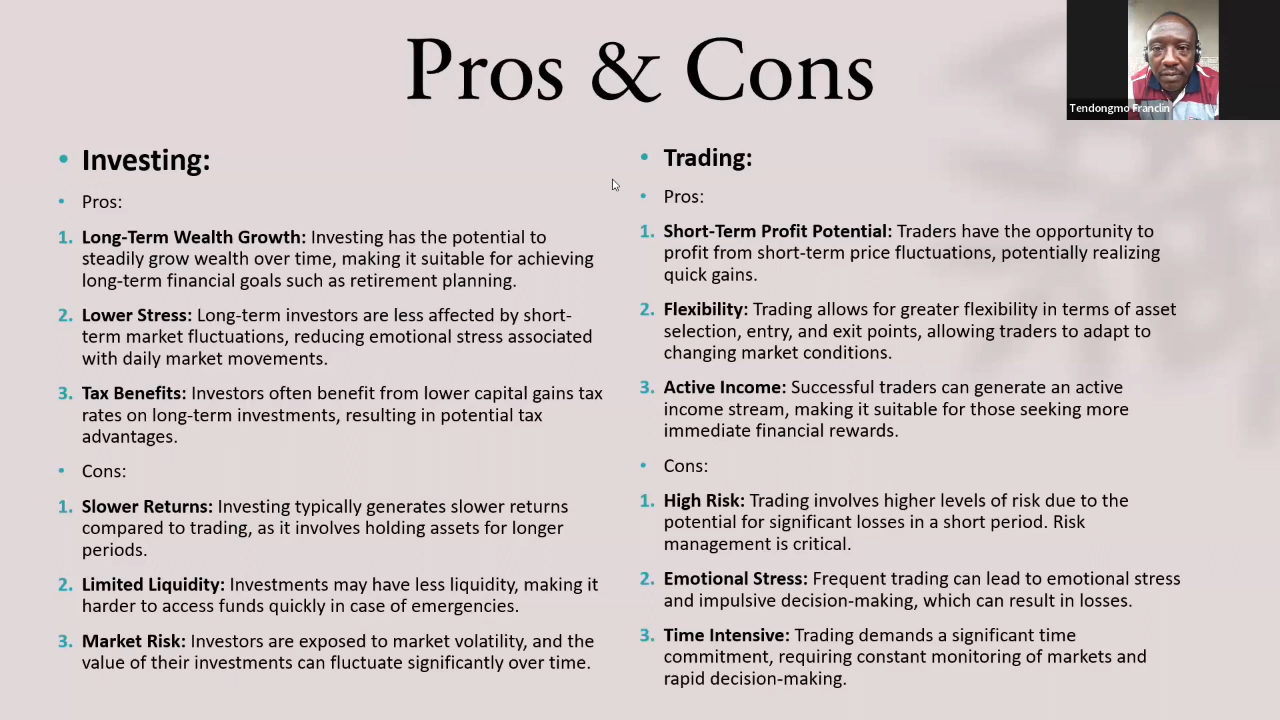 Pros & Cons
Tendongmo Franclin
• Investing:
• Pros:
1. Long-Term Wealth Growth: Investing has the potential to
steadily grow wealth over time, making it suitable for achieving
long-term financial goals such as retirement planning.
2. Lower Stress: Long-term investors are less affected by short-
term market fluctuations, reducing emotional stress associated
with daily market movements.
3. Tax Benefits: Investors often benefit from lower capital gains tax
rates on long-term investments, resulting in potential tax
advantages.
• Cons:
1. Slower Returns: Investing typically generates slower returns
compared to trading, as it involves holding assets for longer
periods.
2. Limited Liquidity: Investments may have less liquidity, making it
harder to access funds quickly in case of emergencies.
3. Market Risk: Investors are exposed to market volatility, and the
value of their investments can fluctuate significantly over time.
• Trading:
• Pros:
1. Short-Term Profit Potential: Traders have the opportunity to
profit from short-term price fluctuations, potentially realizing
quick gains.
2. Flexibility: Trading allows for greater flexibility in terms of asset
selection, entry, and exit points, allowing traders to adapt to
changing market conditions.
3. Active Income: Successful traders can generate an active
income stream, making it suitable for those seeking more
immediate financial rewards.
• Cons:
1. High Risk: Trading involves higher levels of risk due to the
potential for significant losses in a short period. Risk
management is critical.
2. Emotional Stress: Frequent trading can lead to emotional stress
and impulsive decision-making, which can result in losses.
3. Time Intensive: Trading demands a significant time
commitment, requiring constant monitoring of markets and
rapid decision-making.